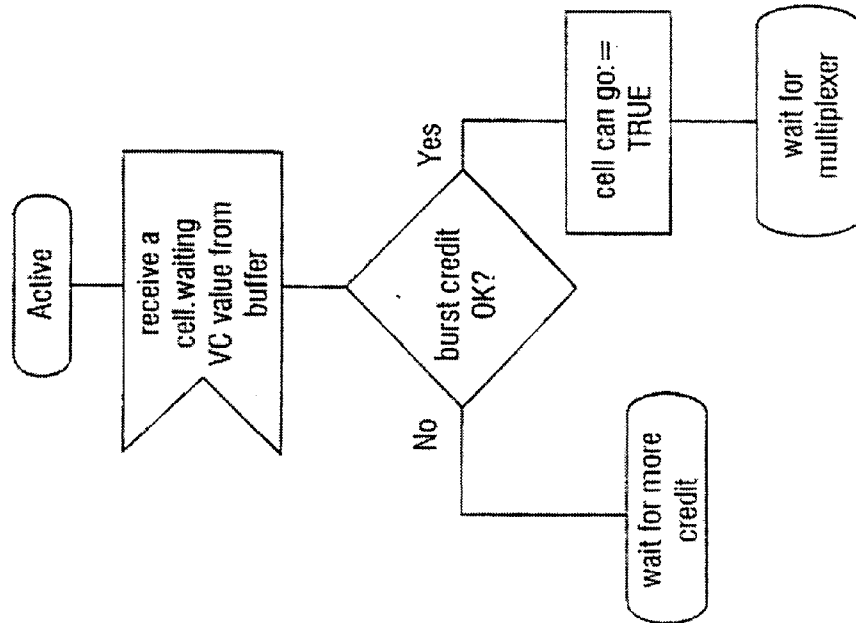 Active
receive a
cell.waiting
VC value from
buffer
burst credit
OK?
No
Yes
wait for more
credit
cell can go:=
TRUE
wait for
multiplexer